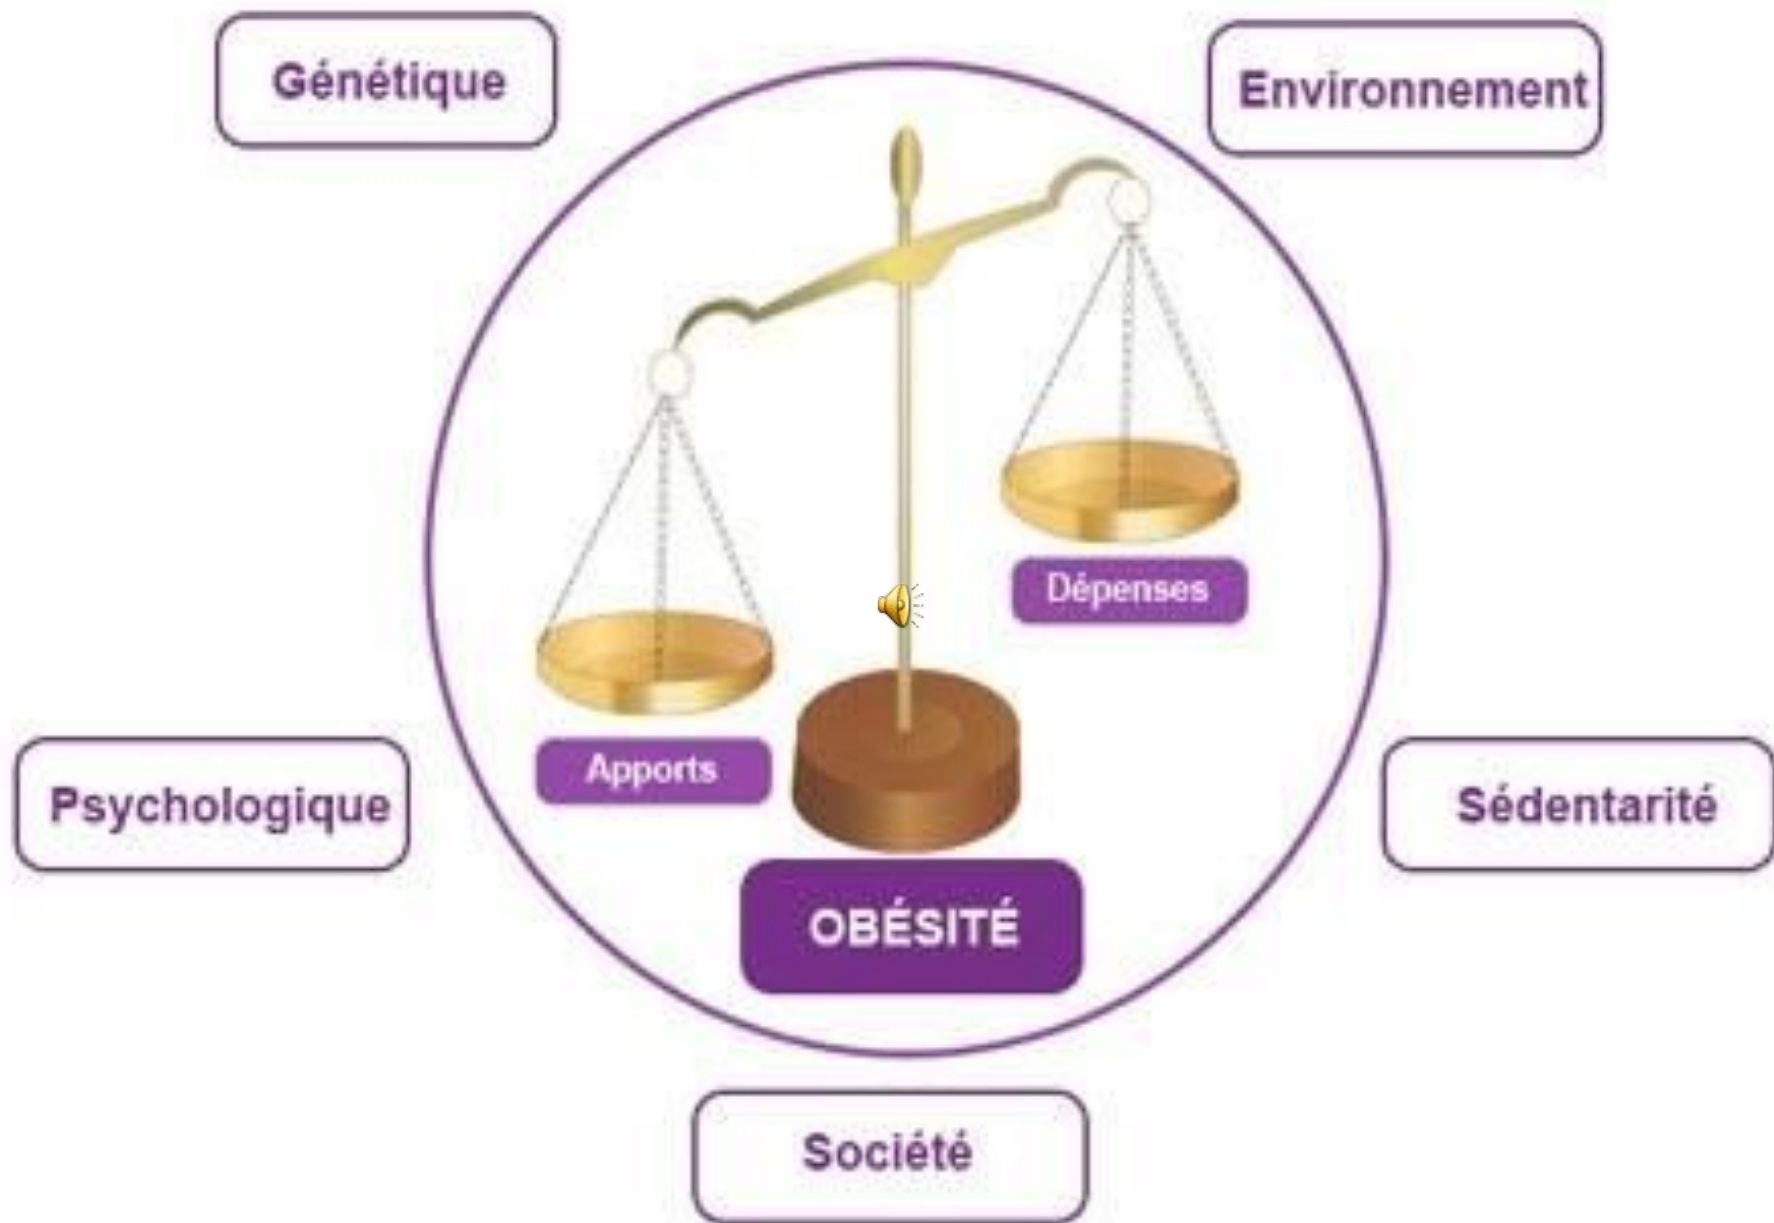 Génétique
Environnement
Dépenses
Apports
Psychologique
Sédentarité
OBÉSITÉ
Société